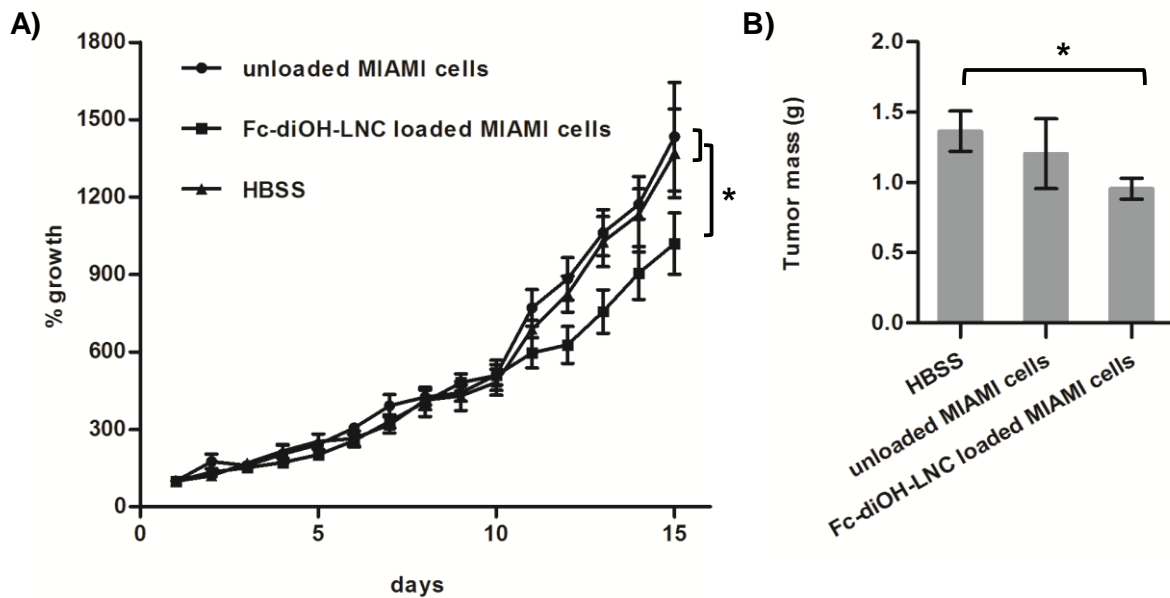 A)
1800
1500
1200
900
600
300
0
% growth
unloaded MIAMI cells
Fc-diOH-LNC loaded MIAMI cells
HBSS
*
0
5
10
15
days
B)
2.0
1.5
1.0
0.5
0.0
Tumor mass (g)
*
HBSS
unloaded MIAMI cells
Fc-diOH-LNC loaded MIAMI cells